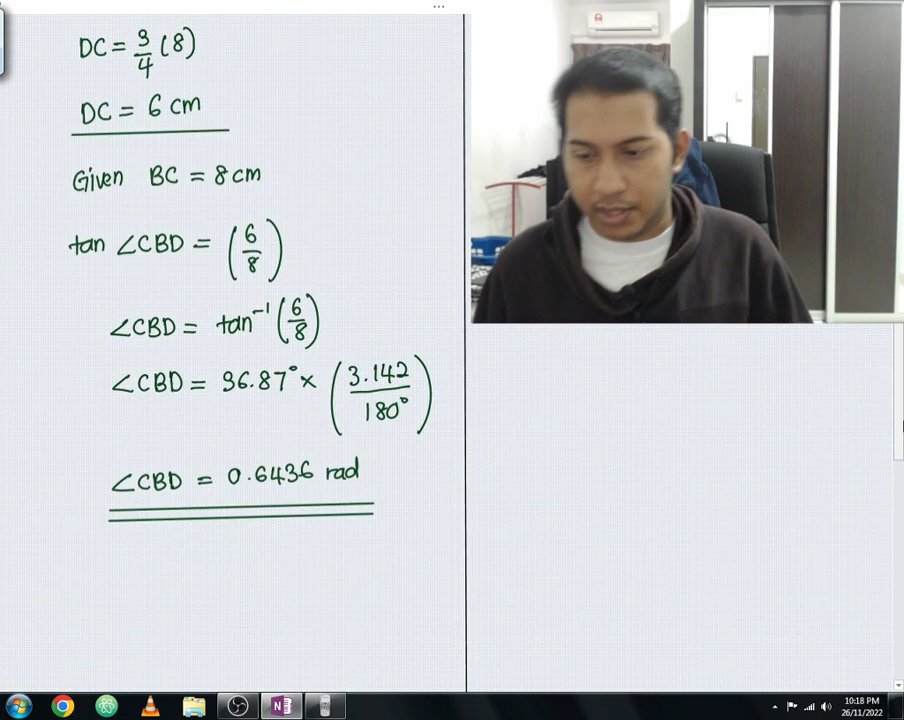 DC = 3/4 (8)
DC = 6 cm
Given BC = 8 cm
tan ∠CBD = (6/8)
∠CBD = tan⁻¹ (6/8)
∠CBD = 36.87° × (3.142/180°)
∠CBD = 0.6436 rad
10:18 PM
26/11/2022